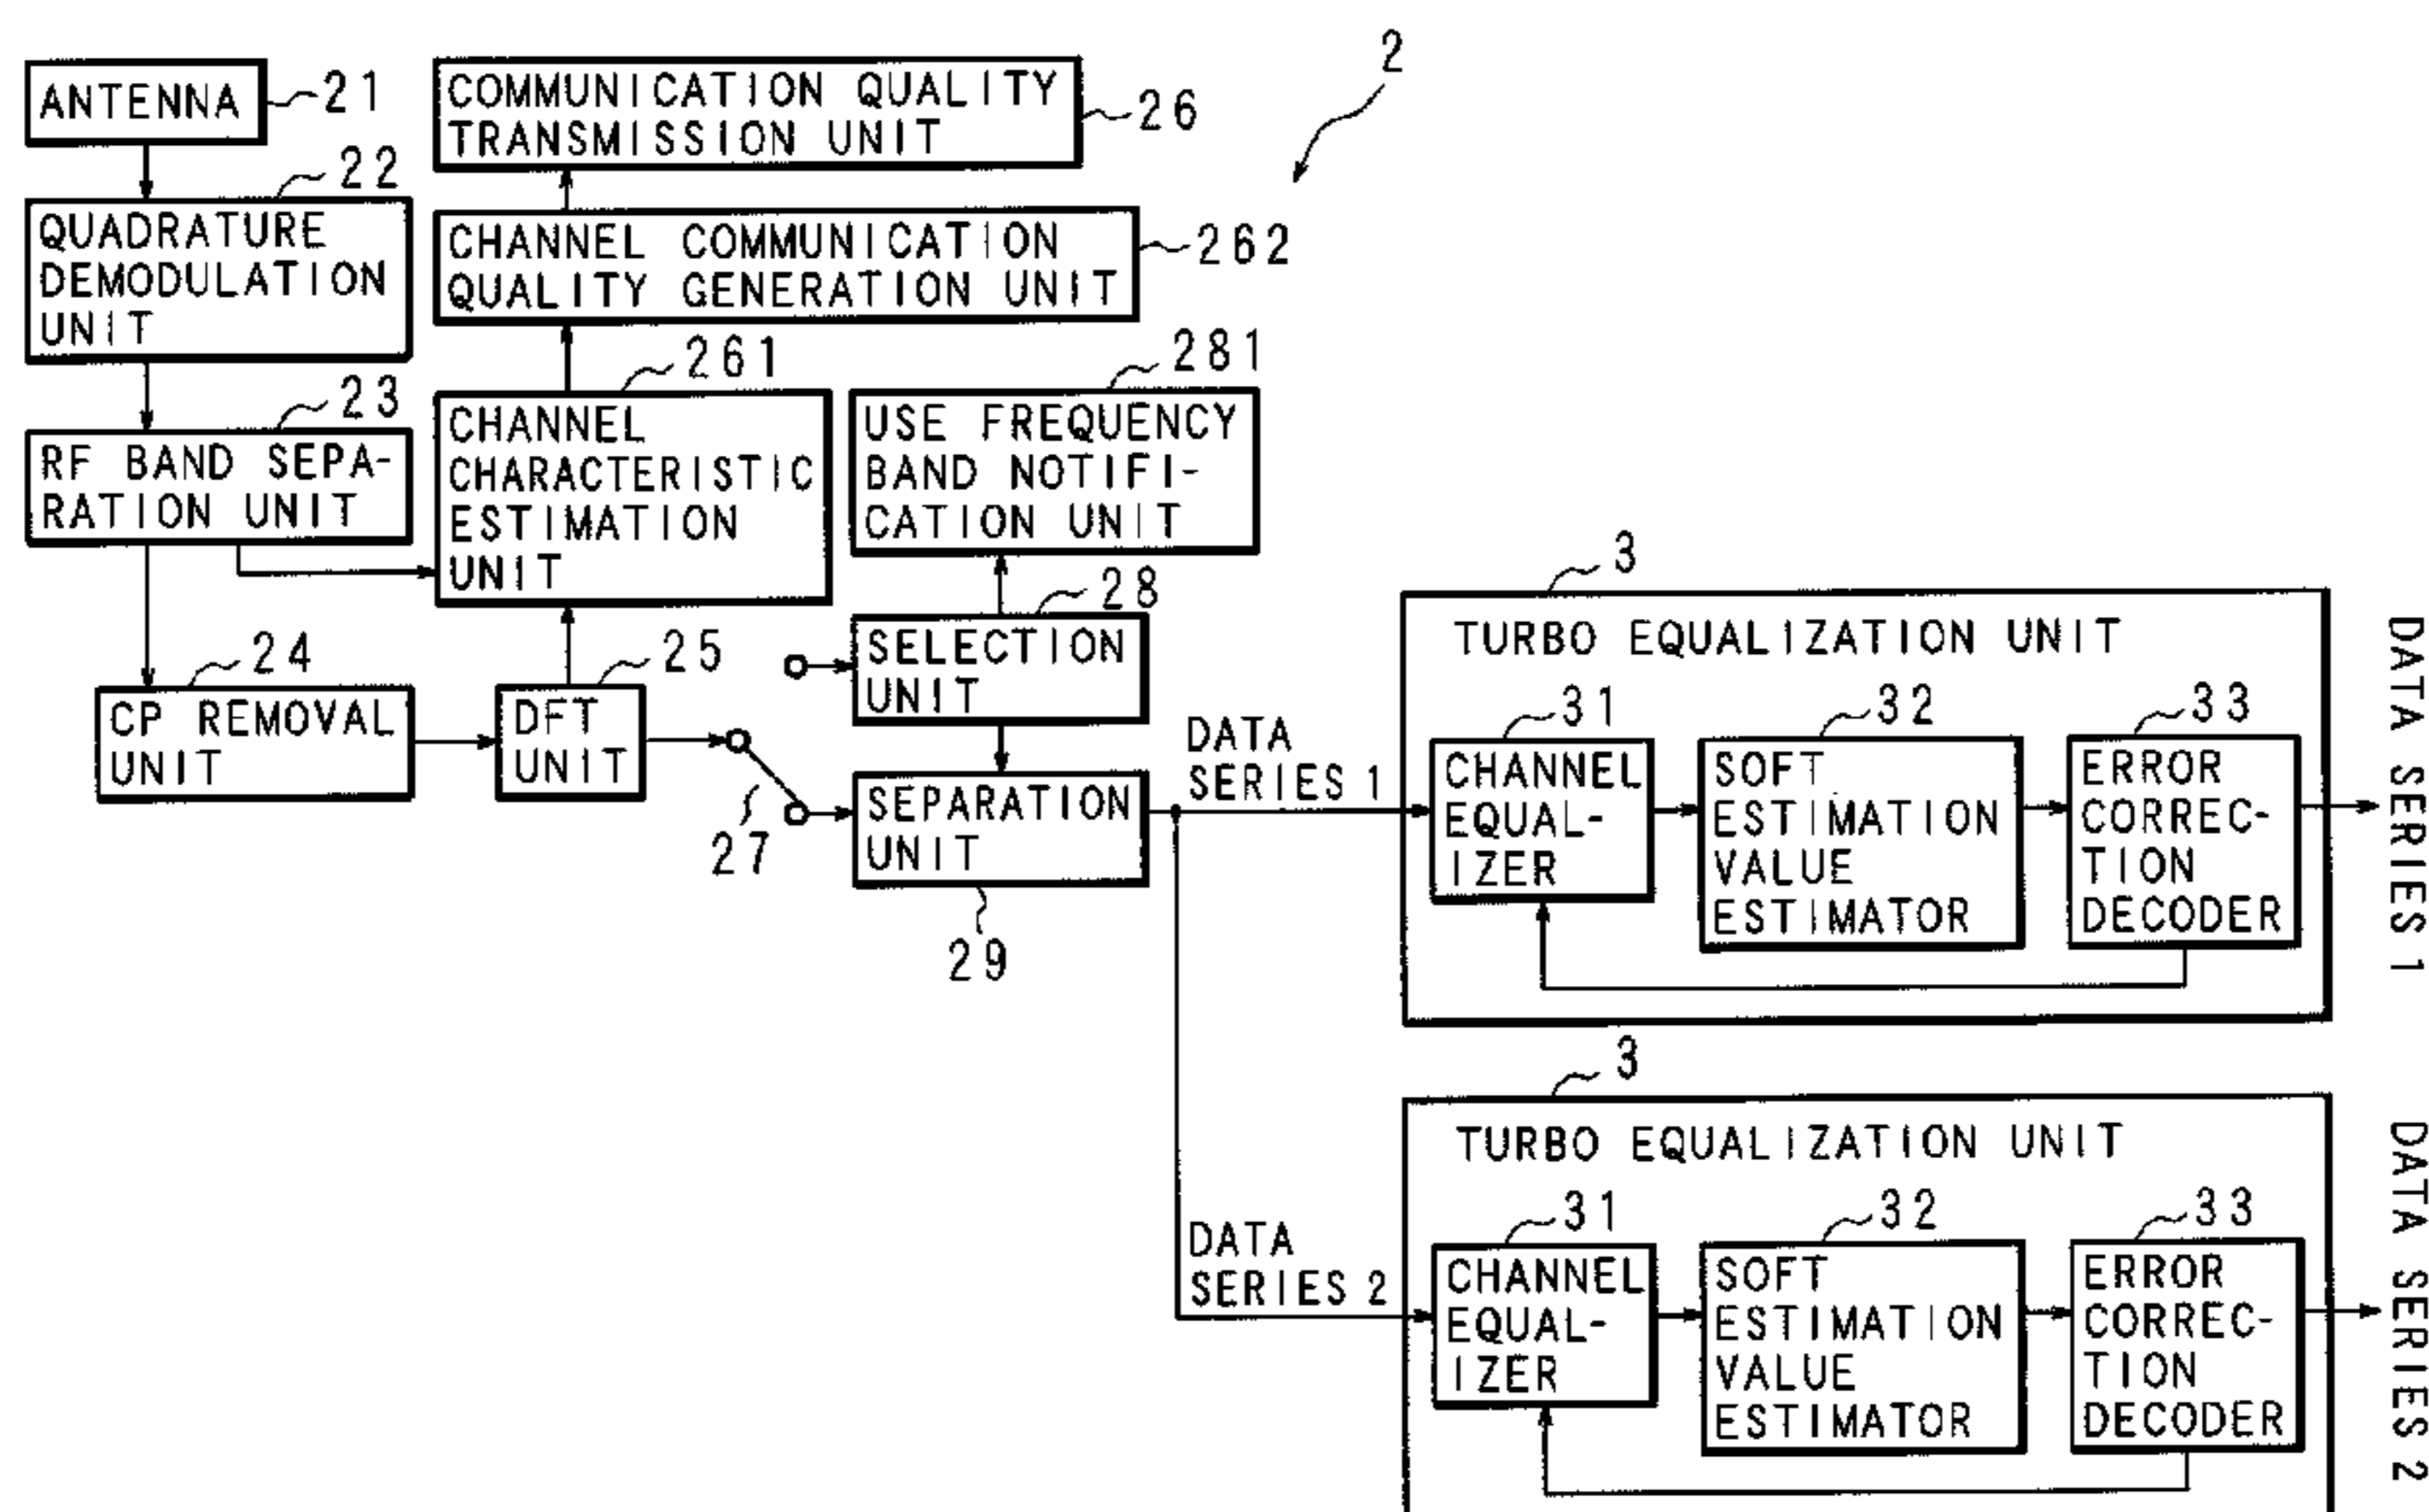 2
ANTENNA
21
COMMUNICATION QUALITY
TRANSMISSION UNIT
26
22
QUADRATURE
DEMODULATION
UNIT
CHANNEL COMMUNICATION
QUALITY GENERATION UNIT
262
23
RF BAND SEPA-
RATION UNIT
261
CHANNEL
CHARACTERISTIC
ESTIMATION
UNIT
281
USE FREQUENCY
BAND NOTIFI-
CATION UNIT
24
CP REMOVAL
UNIT
25
DFT
UNIT
27
28
SELECTION
UNIT
SEPARATION
UNIT
29
DATA
SERIES 1
3
TURBO EQUALIZATION UNIT
31
CHANNEL
EQUAL-
IZER
32
SOFT
ESTIMATION
VALUE
ESTIMATOR
33
ERROR
CORREC-
TION
DECODER
DATA SERIES 1
DATA
SERIES 2
3
TURBO EQUALIZATION UNIT
31
CHANNEL
EQUAL-
IZER
32
SOFT
ESTIMATION
VALUE
ESTIMATOR
33
ERROR
CORREC-
TION
DECODER
DATA SERIES 2